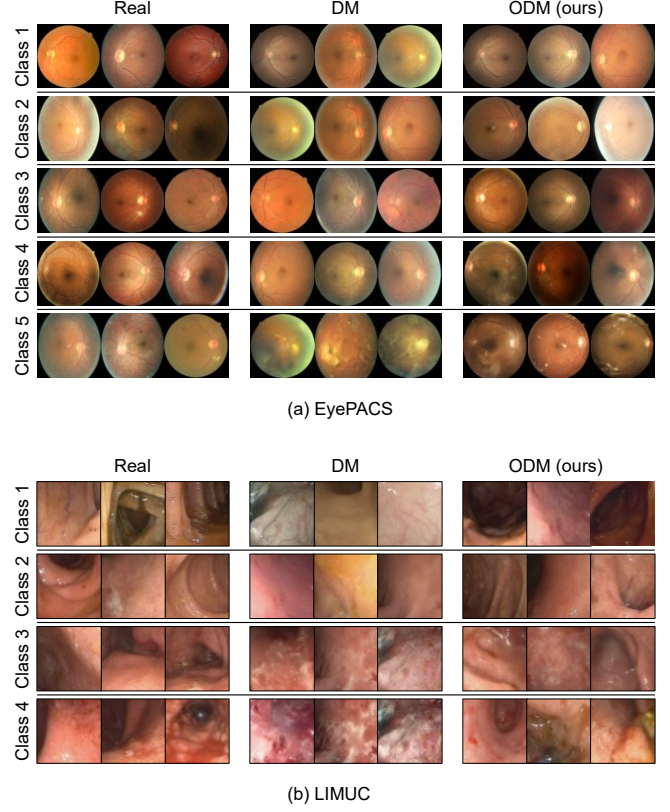 Real DM ODM (ours)
Class 1
Class 2
Class 3
Class 4
Class 5
(a) EyePACS
Real DM ODM (ours)
Class 1
Class 2
Class 3
Class 4
(b) LIMUC